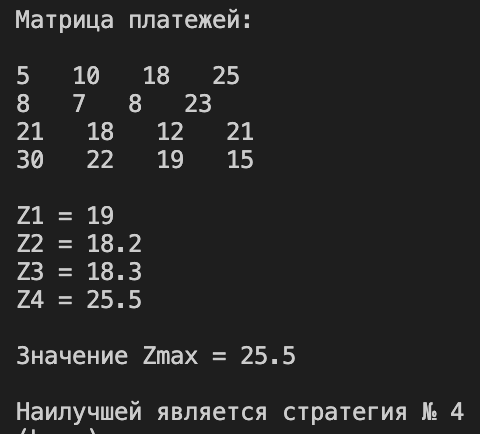 Матрица платежей:
5 10 18 25
8 7 8 23
21 18 12 21
30 22 19 15
Z1 = 19
Z2 = 18.2
Z3 = 18.3
Z4 = 25.5
Значение Zmax = 25.5
Наилучшей является стратегия № 4